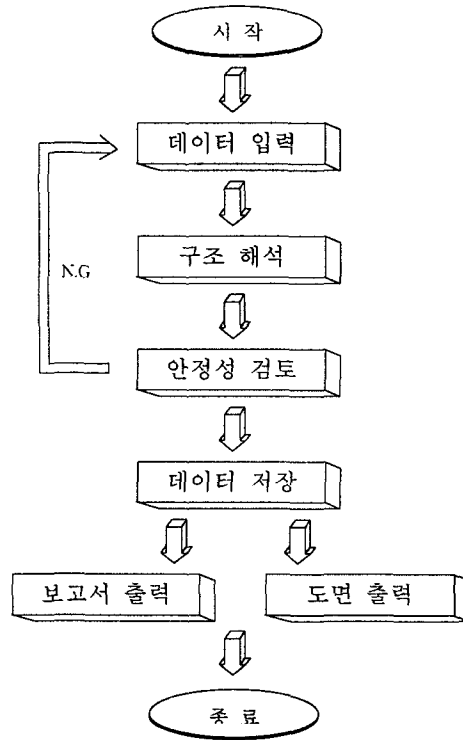 시 작
데이터 입력
구조 해석
N.G
안정성 검토
데이터 저장
보고서 출력
도면 출력
종 료